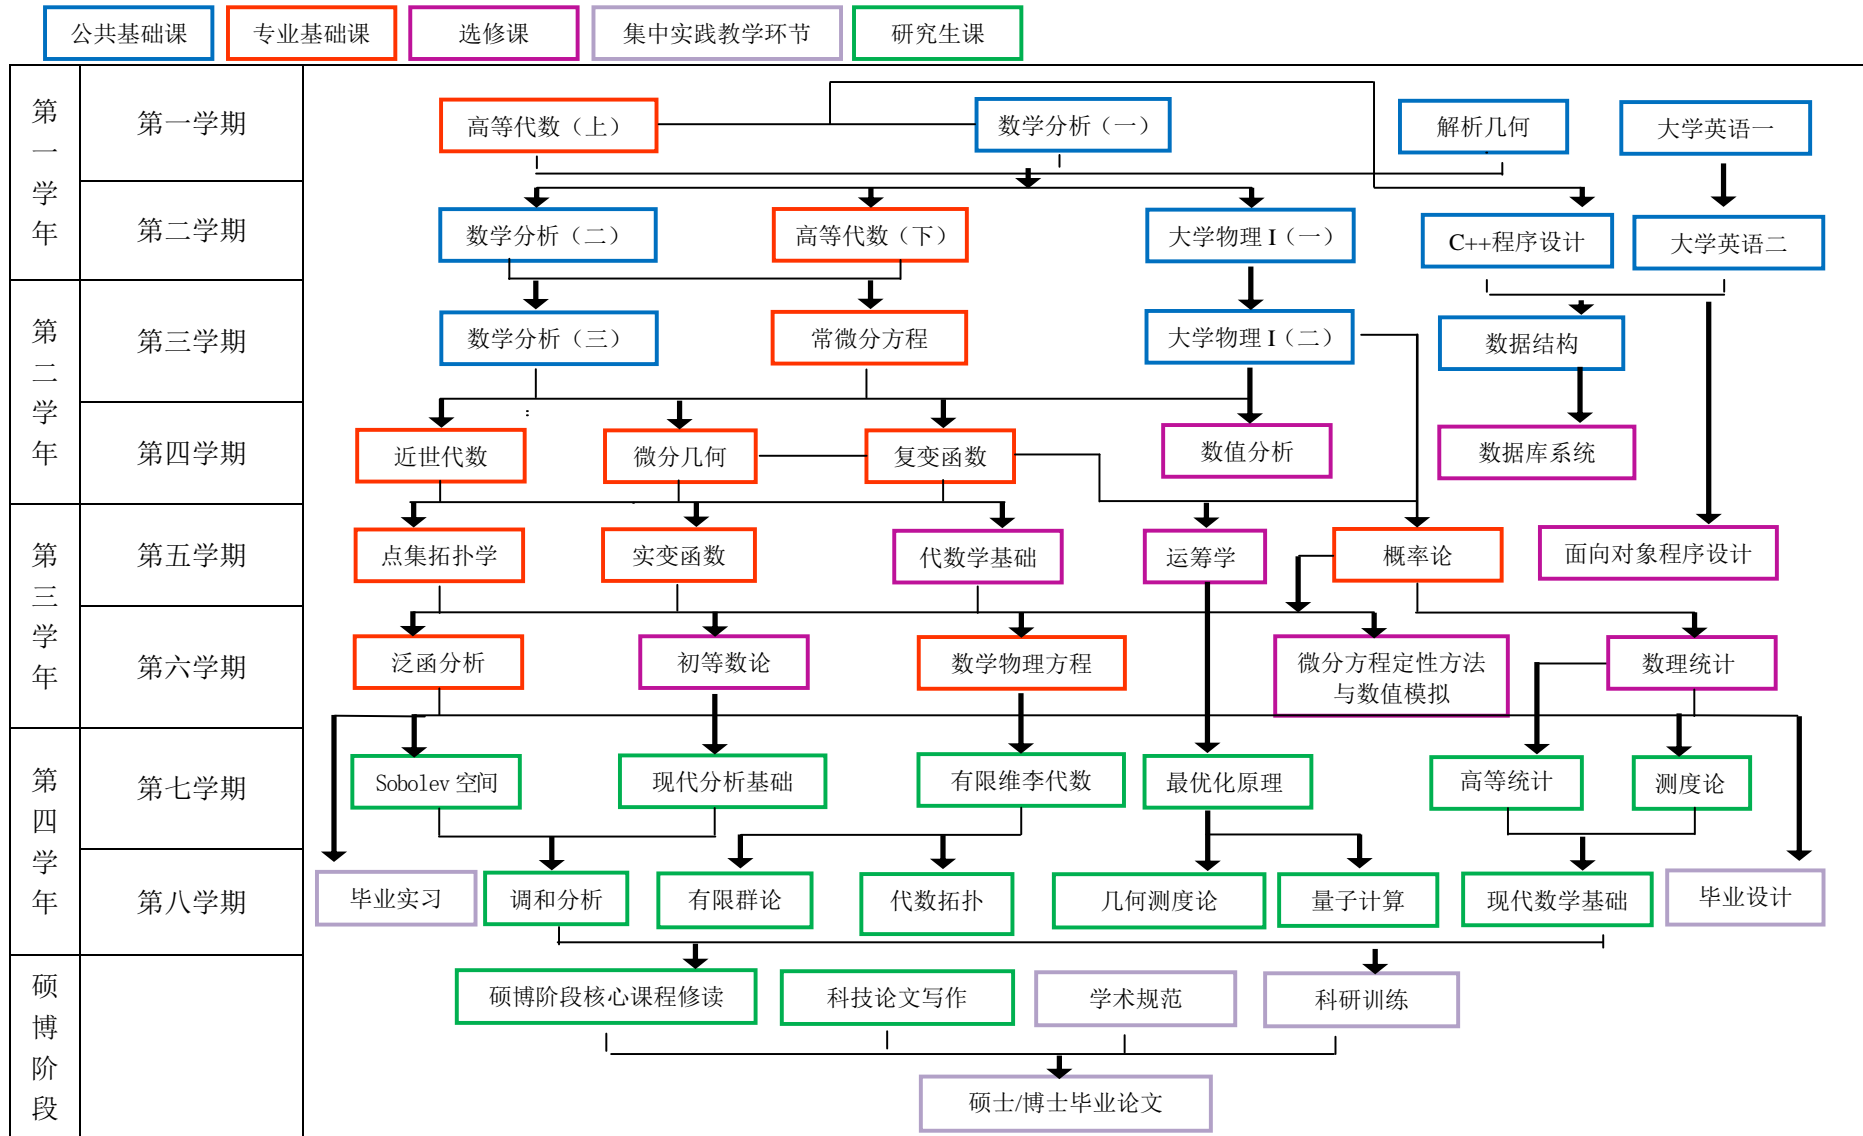 公共基础课
专业基础课
选修课
集中实践教学环节
研究生课
第一学年
第一学期
高等代数（上）
数学分析（一）
解析几何
大学英语一
第二学期
数学分析（二）
高等代数（下）
大学物理 I（一）
C++程序设计
大学英语二
第二学年
第三学期
数学分析（三）
常微分方程
大学物理 I（二）
数据结构
第四学期
近世代数
微分几何
复变函数
数值分析
数据库系统
第三学年
第五学期
点集拓扑学
实变函数
代数学基础
运筹学
概率论
面向对象程序设计
第六学期
泛函分析
初等数论
数学物理方程
微分方程定性方法
与数值模拟
数理统计
第四学年
第七学期
Sobolev 空间
现代分析基础
有限维李代数
最优化原理
高等统计
测度论
第八学期
毕业实习
调和分析
有限群论
代数拓扑
几何测度论
量子计算
现代数学基础
毕业设计
硕博阶段
硕博阶段核心课程修读
科技论文写作
学术规范
科研训练
硕士/博士毕业论文